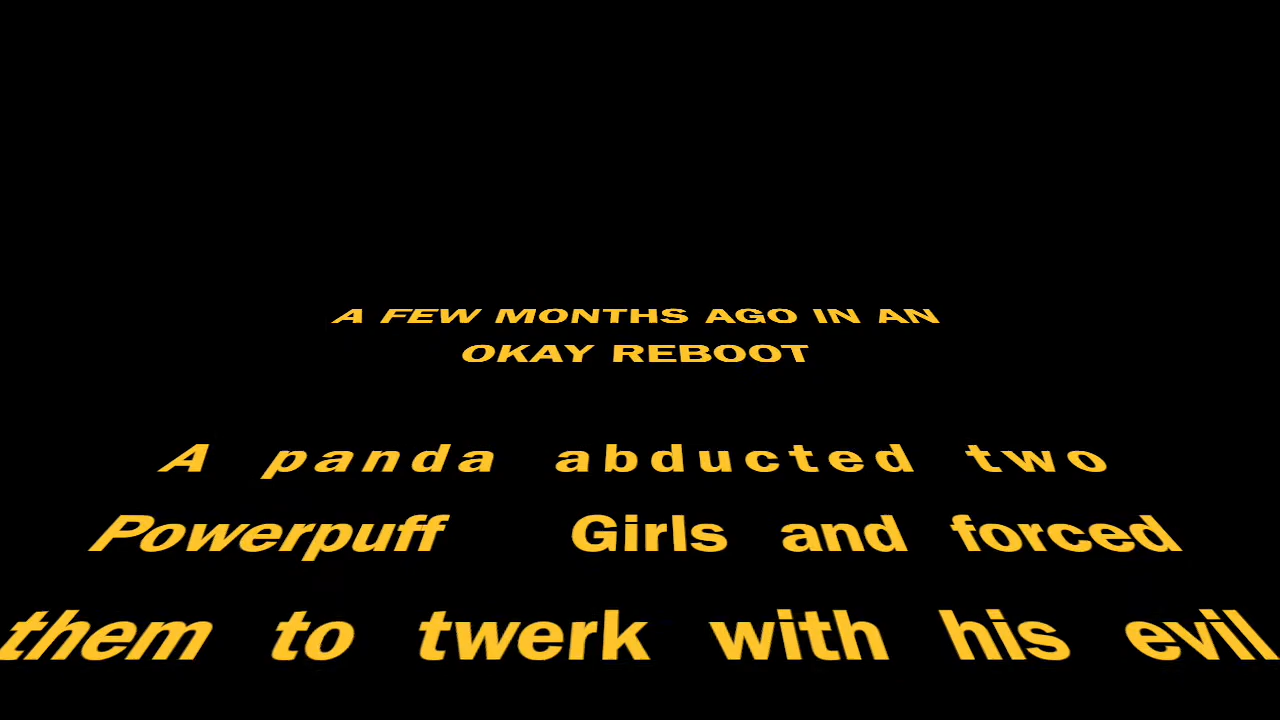 A FEW MONTHS AGO IN AN
OKAY REBOOT
A panda abducted two
Powerpuff Girls and forced
them to twerk with his evil